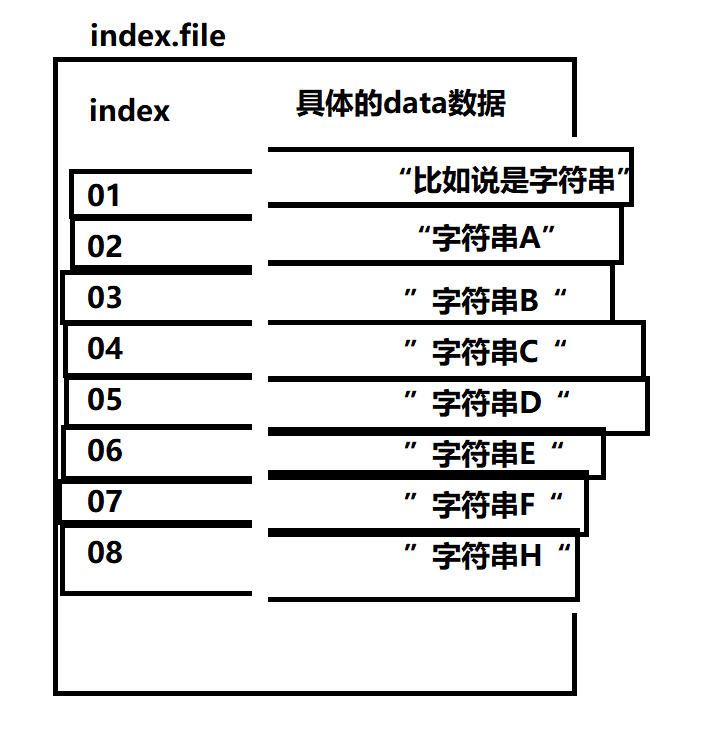 index.file
index 具体的data数据
01 “比如说是字符串”
02 “字符串A”
03 ”字符串B“
04 ”字符串C“
05 ”字符串D“
06 ”字符串E“
07 ”字符串F“
08 ”字符串H“